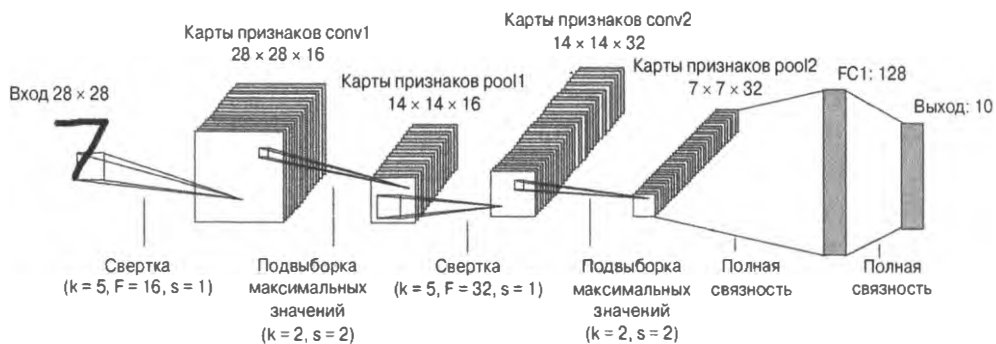 Карты признаков conv1
28 × 28 × 16
Карты признаков conv2
14 × 14 × 32
Вход 28 × 28
Карты признаков pool1
14 × 14 × 16
Карты признаков pool2
7 × 7 × 32
FC1: 128
Выход: 10
Свертка
(k = 5, F = 16, s = 1)
Подвыборка
максимальных
значений
(k = 2, s = 2)
Свертка
(k = 5, F = 32, s = 1)
Подвыборка
максимальных
значений
(k = 2, s = 2)
Полная
связность
Полная
связность